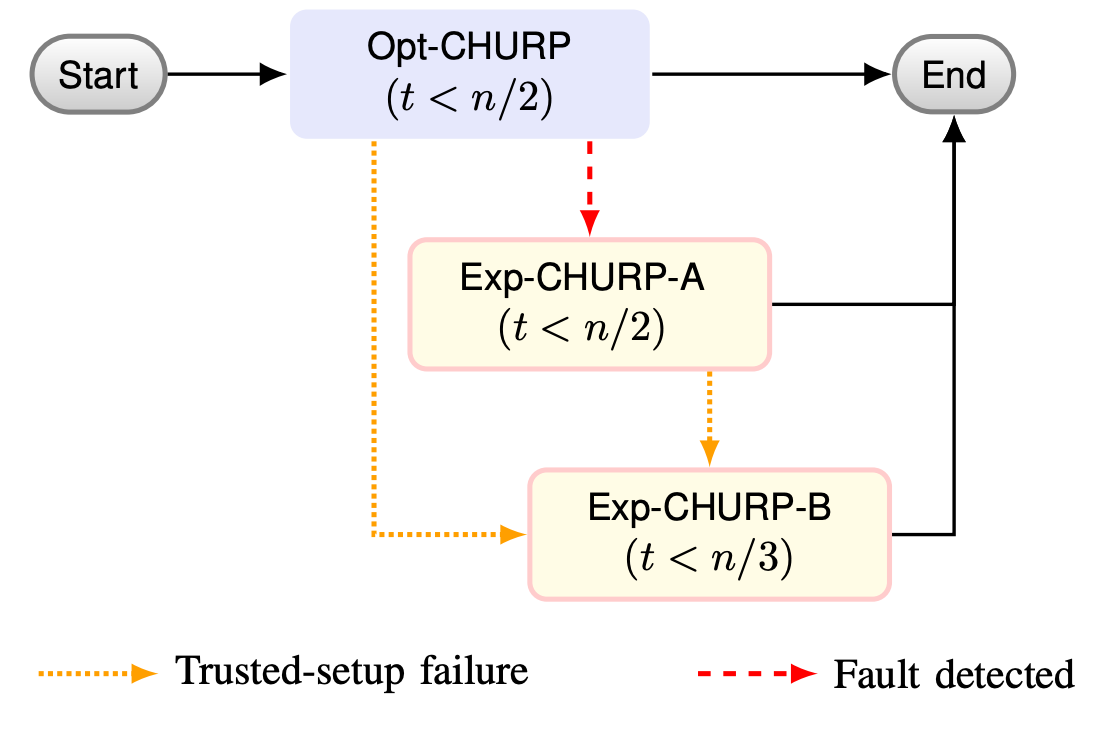 Start
Opt-CHURP
(t < n/2)
End
Exp-CHURP-A
(t < n/2)
Exp-CHURP-B
(t < n/3)
Trusted-setup failure
Fault detected